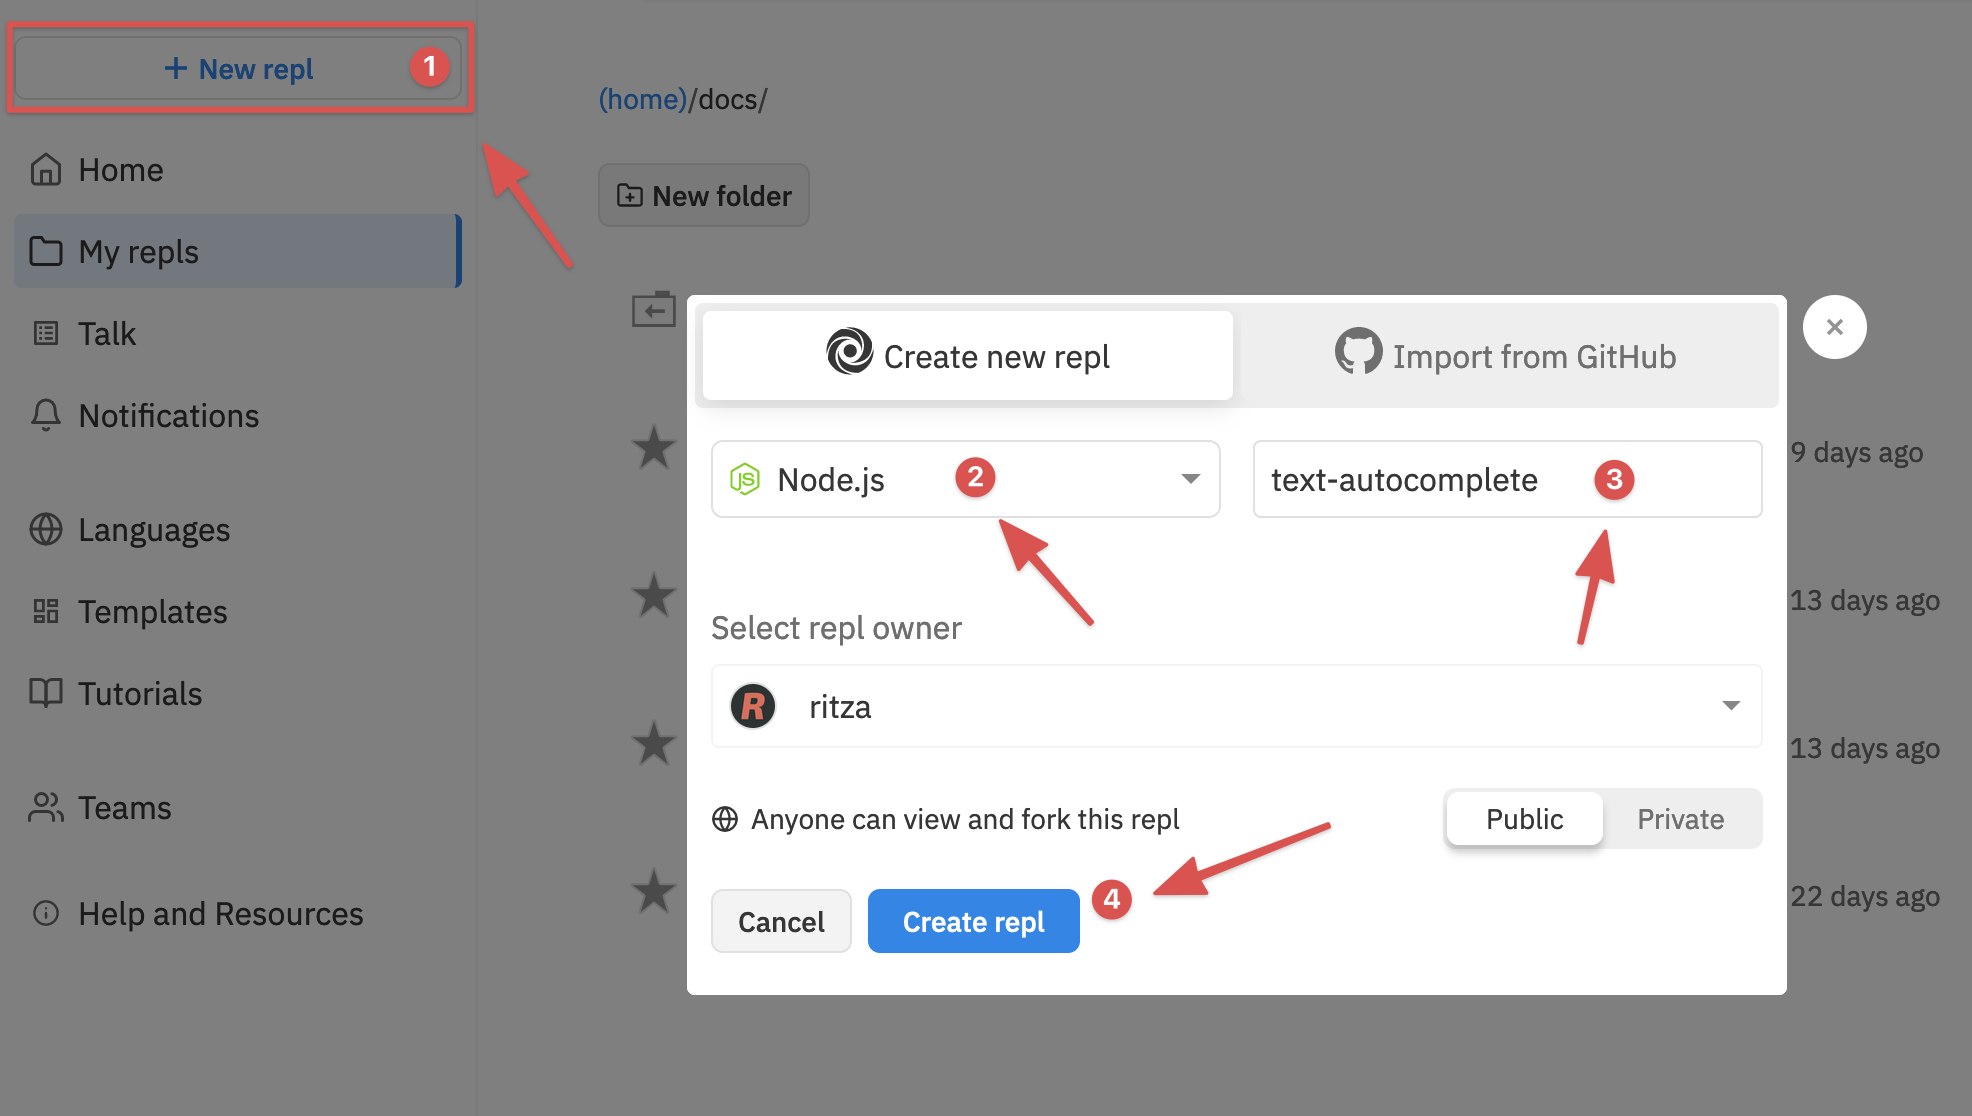 + New repl 1
Home
My repls
Talk
Notifications
Languages
Templates
Tutorials
Teams
Help and Resources
(home)/docs/
New folder
9 days ago
13 days ago
13 days ago
22 days ago
Create new repl
Import from GitHub
×
JS Node.js 2
text-autocomplete 3
Select repl owner
R ritza
Anyone can view and fork this repl
Public
Private
Cancel
Create repl
4